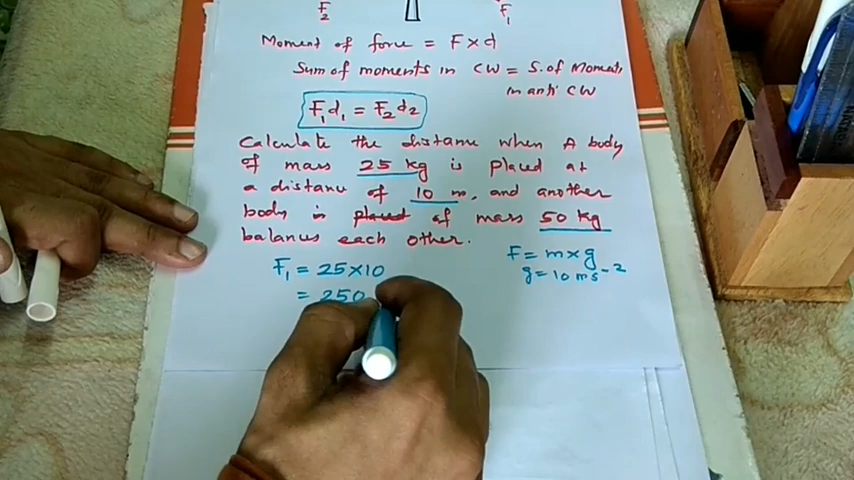 F2
F1
Moment of force = F×d
Sum of moments in CW = S. of Moments
in anti CW
F1d1 = F2d2
Calculate the distance when A body
of mass 25 kg is placed at
a distance of 10 m, and another
body is placed of mass 50 kg
balances each other.
F = m×g
g = 10 ms-2
F1 = 25×10
= 250